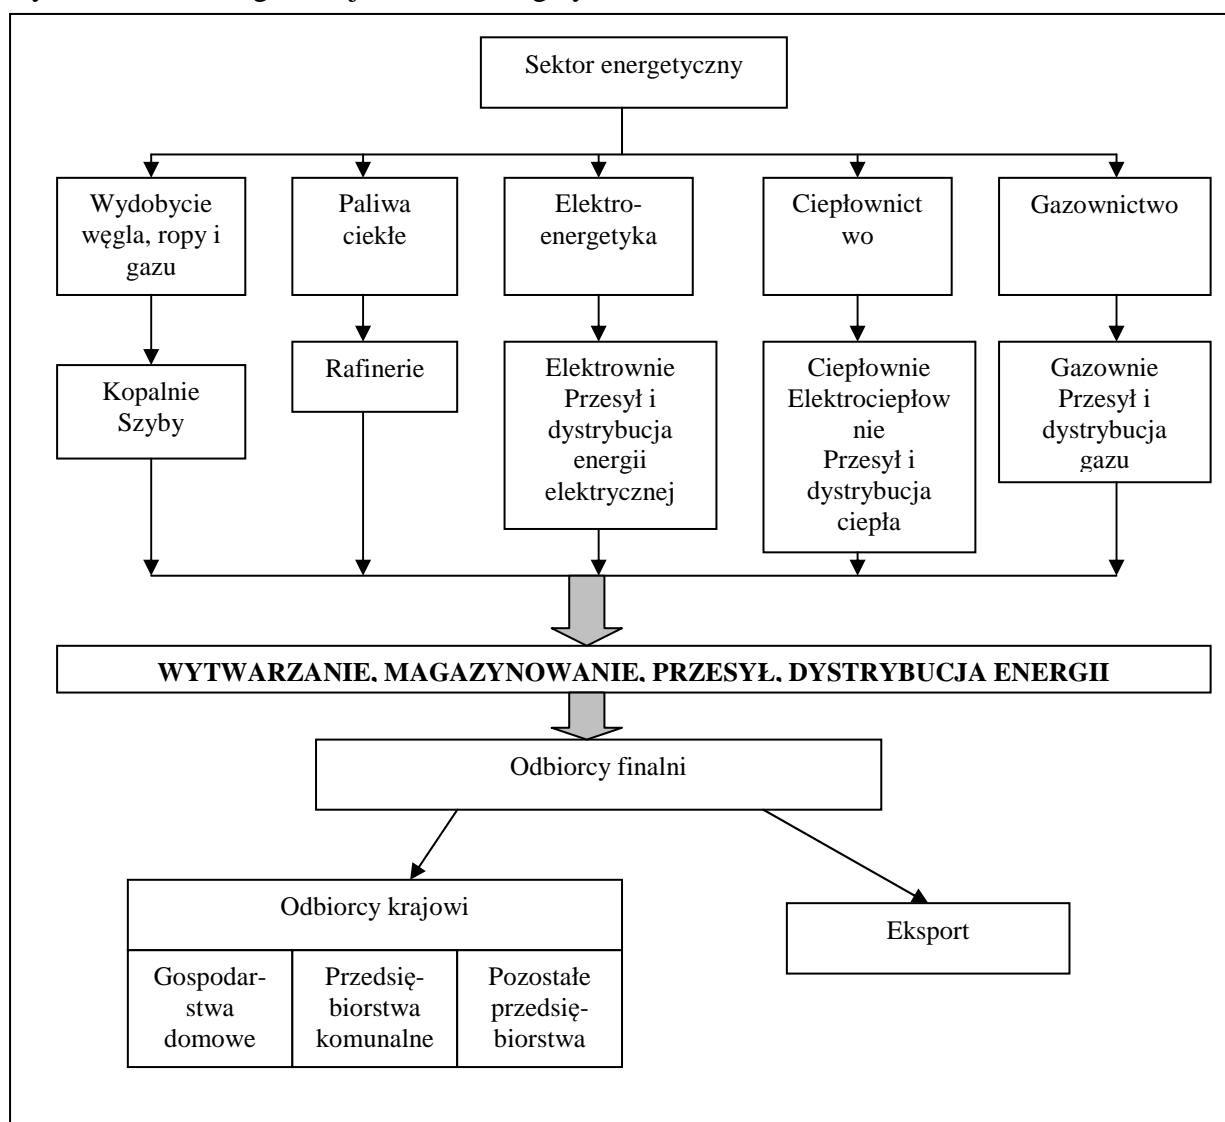 Sektor energetyczny
Wydobycie
węgla, ropy i
gazu
Paliwa
ciekłe
Elektro-
energetyka
Ciepłownict
wo
Gazownictwo
Kopalnie
Szyby
Rafinerie
Elektrownie
Przesył i
dystrybucja
energii
elektrycznej
Ciepłownie
Elektrociepłow
nie
Przesył i
dystrybucja
ciepła
Gazownie
Przesył i
dystrybucja
gazu
WYTWARZANIE, MAGAZYNOWANIE, PRZESYŁ, DYSTRYBUCJA ENERGII
Odbiorcy finalni
Odbiorcy krajowi
Eksport
Gospodar-
stwa
domowe
Przedsię-
biorstwa
komunalne
Pozostałe
przedsię-
biorstwa